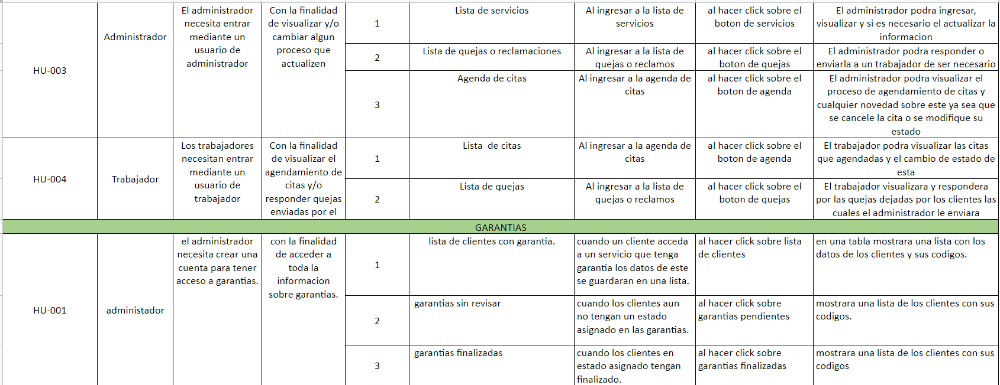 HU-003
Administrador
El administrador
necesita entrar
mediante un
usuario de
administrador
Con la finalidad
de visualizar y/o
cambiar algun
proceso que
actualizen
1
Lista de servicios
Al ingresar a la lista de
servicios
al hacer click sobre el
boton de servicios
El administrador podra ingresar,
visualizar y si es necesario el actualizar la
informacion
2
Lista de quejas o reclamaciones
Al ingresar a la lista de
quejas o reclamos
al hacer click sobre el
boton de quejas
El administrador podra responder o
enviarla a un trabajador de ser necesario
3
Agenda de citas
Al ingresar a la agenda de
citas
al hacer click sobre el
boton de agenda
El administrador podra visualizar el
proceso de agendamiento de citas y
cualquier novedad sobre este ya sea que
se cancele la cita o se modifique su
estado
HU-004
Trabajador
Los trabajadores
necesitan entrar
mediante un
usuario de
trabajador
Con la finalidad
de visualizar el
agendamiento de
citas y/o
responder quejas
enviadas por el
1
Lista  de citas
Al ingresar a la agenda de
citas
al hacer click sobre el
boton de agenda
El trabajador podra visualizar las citas
que agendadas y el cambio de estado de
esta
2
Lista de quejas
Al ingresar a la lista de
quejas o reclamos
al hacer click sobre el
boton de quejas
El trabajador visualizara y respondera
por las quejas dejadas por los clientes las
cuales el administrador le enviara
GARANTIAS
HU-001
administador
el administrador
necesita crear una
cuenta para tener
acceso a garantias.
con la finalidad
de acceder a
toda la
informacion
sobre garantias.
1
lista de clientes con garantia.
cuando un cliente acceda
a un servicio que tenga
garantia los datos de este
se guardaran en una lista.
al hacer click sobre lista
de clientes
en una tabla mostrara una lista con los
datos de los clientes y sus codigos.
2
garantias sin revisar
cuando los clientes aun
no tengan un estado
asignado en las garantias.
al hacer click sobre
garantias pendientes
mostrara una lista de los clientes con sus
codigos.
3
garantias finalizadas
cuando los clientes en
estado asignado tengan
finalizado.
al hacer click sobre
garantias finalizadas
mostrara una lista de los clientes con sus
codigos